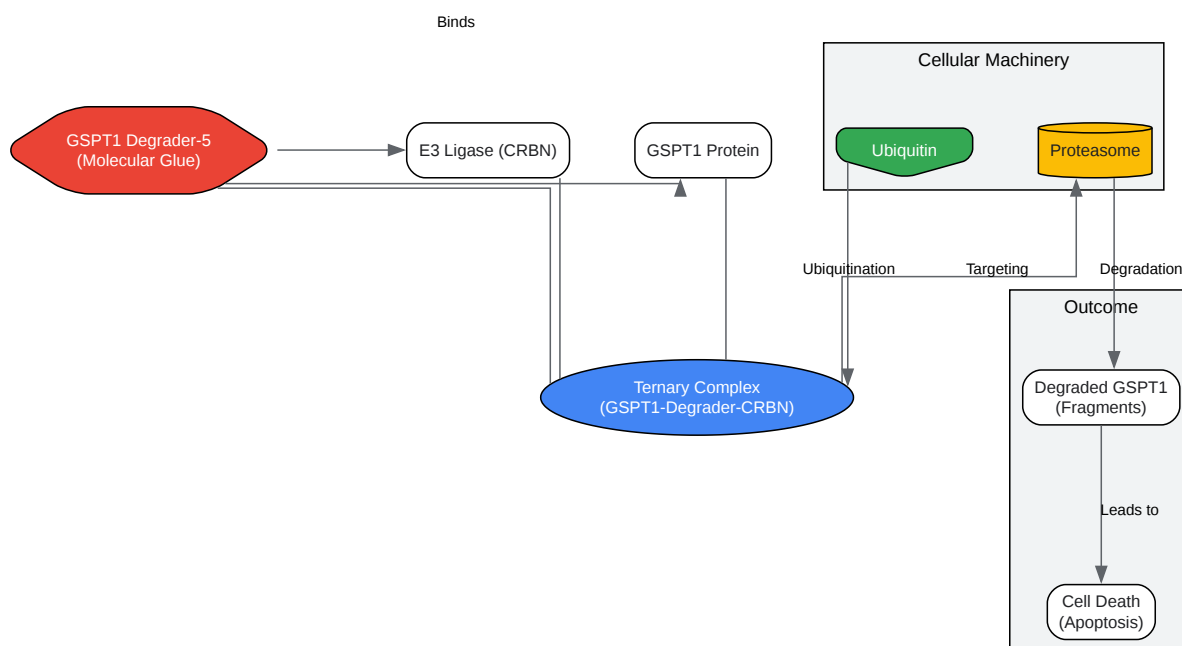 Binds
Cellular Machinery
GSPT1 Degrader-5
(Molecular Glue)
E3 Ligase (CRBN)
GSPT1 Protein
Ubiquitin
Proteasome
Ubiquitination
Targeting
Degradation
Outcome
Ternary Complex
(GSPT1-Degrader-CRBN)
Degraded GSPT1
(Fragments)
Leads to
Cell Death
(Apoptosis)